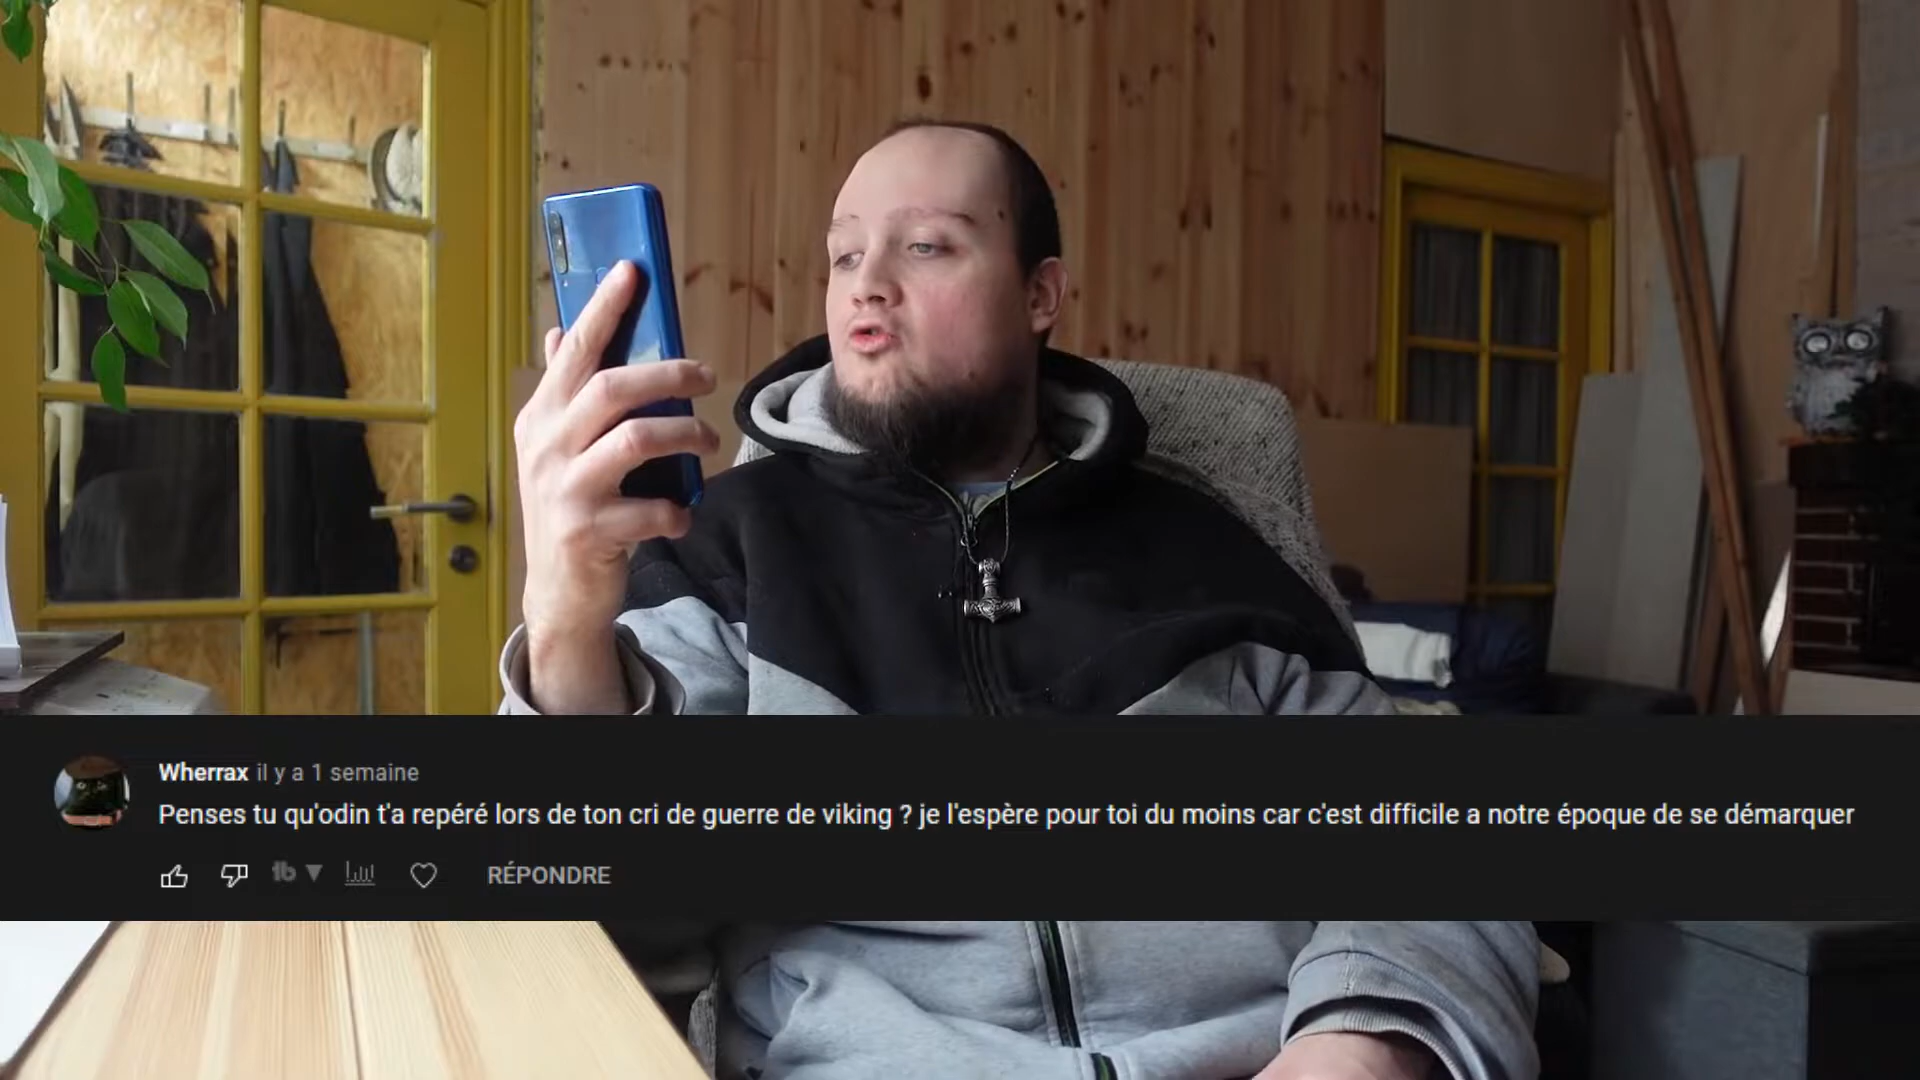 Wherrax il y a 1 semaine
Penses tu qu'odin t'a repéré lors de ton cri de guerre de viking ? je l'espère pour toi du moins car c'est difficile a notre époque de se démarquer
RÉPONDRE